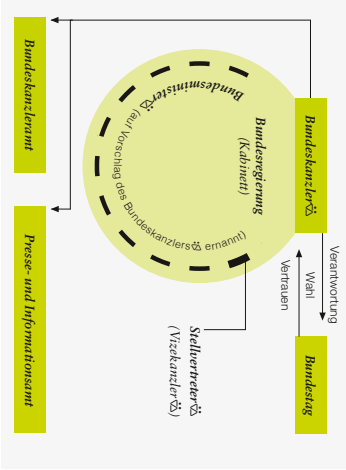 Bundeskanzler
Verantwortung
Wahl
Vertrauen
Bundestag
Bundesregierung
(Kabinett)
Bundesminister
(auf Vorschlag des Bundeskanzlers ernannt)
Stellvertreter
(Vizekanzler)
Bundeskanzleramt
Presse- und Informationsamt